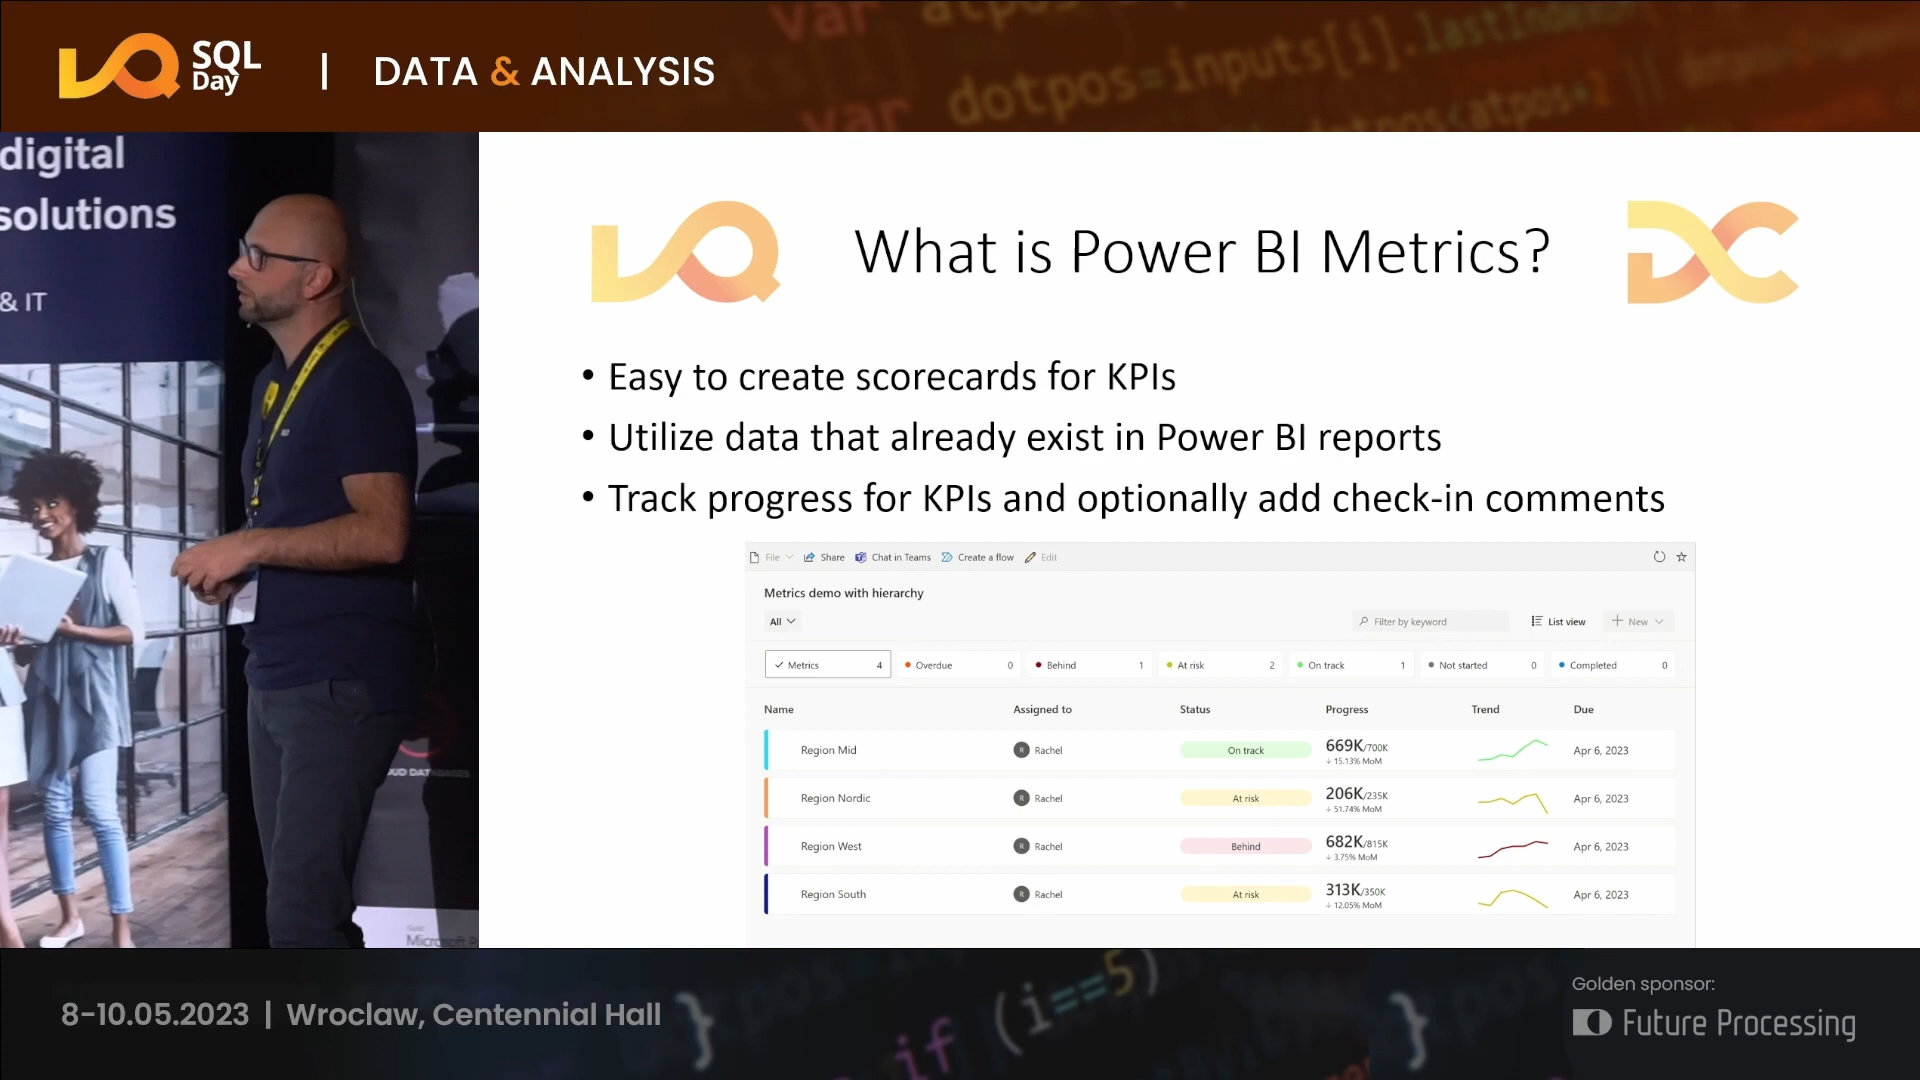 SQL
Day
| DATA & ANALYSIS
var
dotpos=inputs[i].lastIndex
var
digital
solutions
& IT
What is Power BI Metrics?
• Easy to create scorecards for KPIs
• Utilize data that already exist in Power BI reports
• Track progress for KPIs and optionally add check-in comments
File Share Chat in Teams Create a flow Edit
Metrics demo with hierarchy
All Filter by keyword List view New
Metrics 4 Overdue 0 Behind 1 At risk 2 On track 1 Not started 0 Completed 0
Name Assigned to Status Progress Trend Due
Region Mid R Rachel On track 669K/700K Apr 6, 2023
↓ 15.13% MoM
Region Nordic R Rachel At risk 206K/235K Apr 6, 2023
↓ 51.74% MoM
Region West R Rachel Behind 682K/815K Apr 6, 2023
↓ 3.75% MoM
Region South R Rachel At risk 313K/350K Apr 6, 2023
↓ 12.05% MoM
} if (i==5) }
8-10.05.2023 | Wroclaw, Centennial Hall
Golden sponsor:
Future Processing